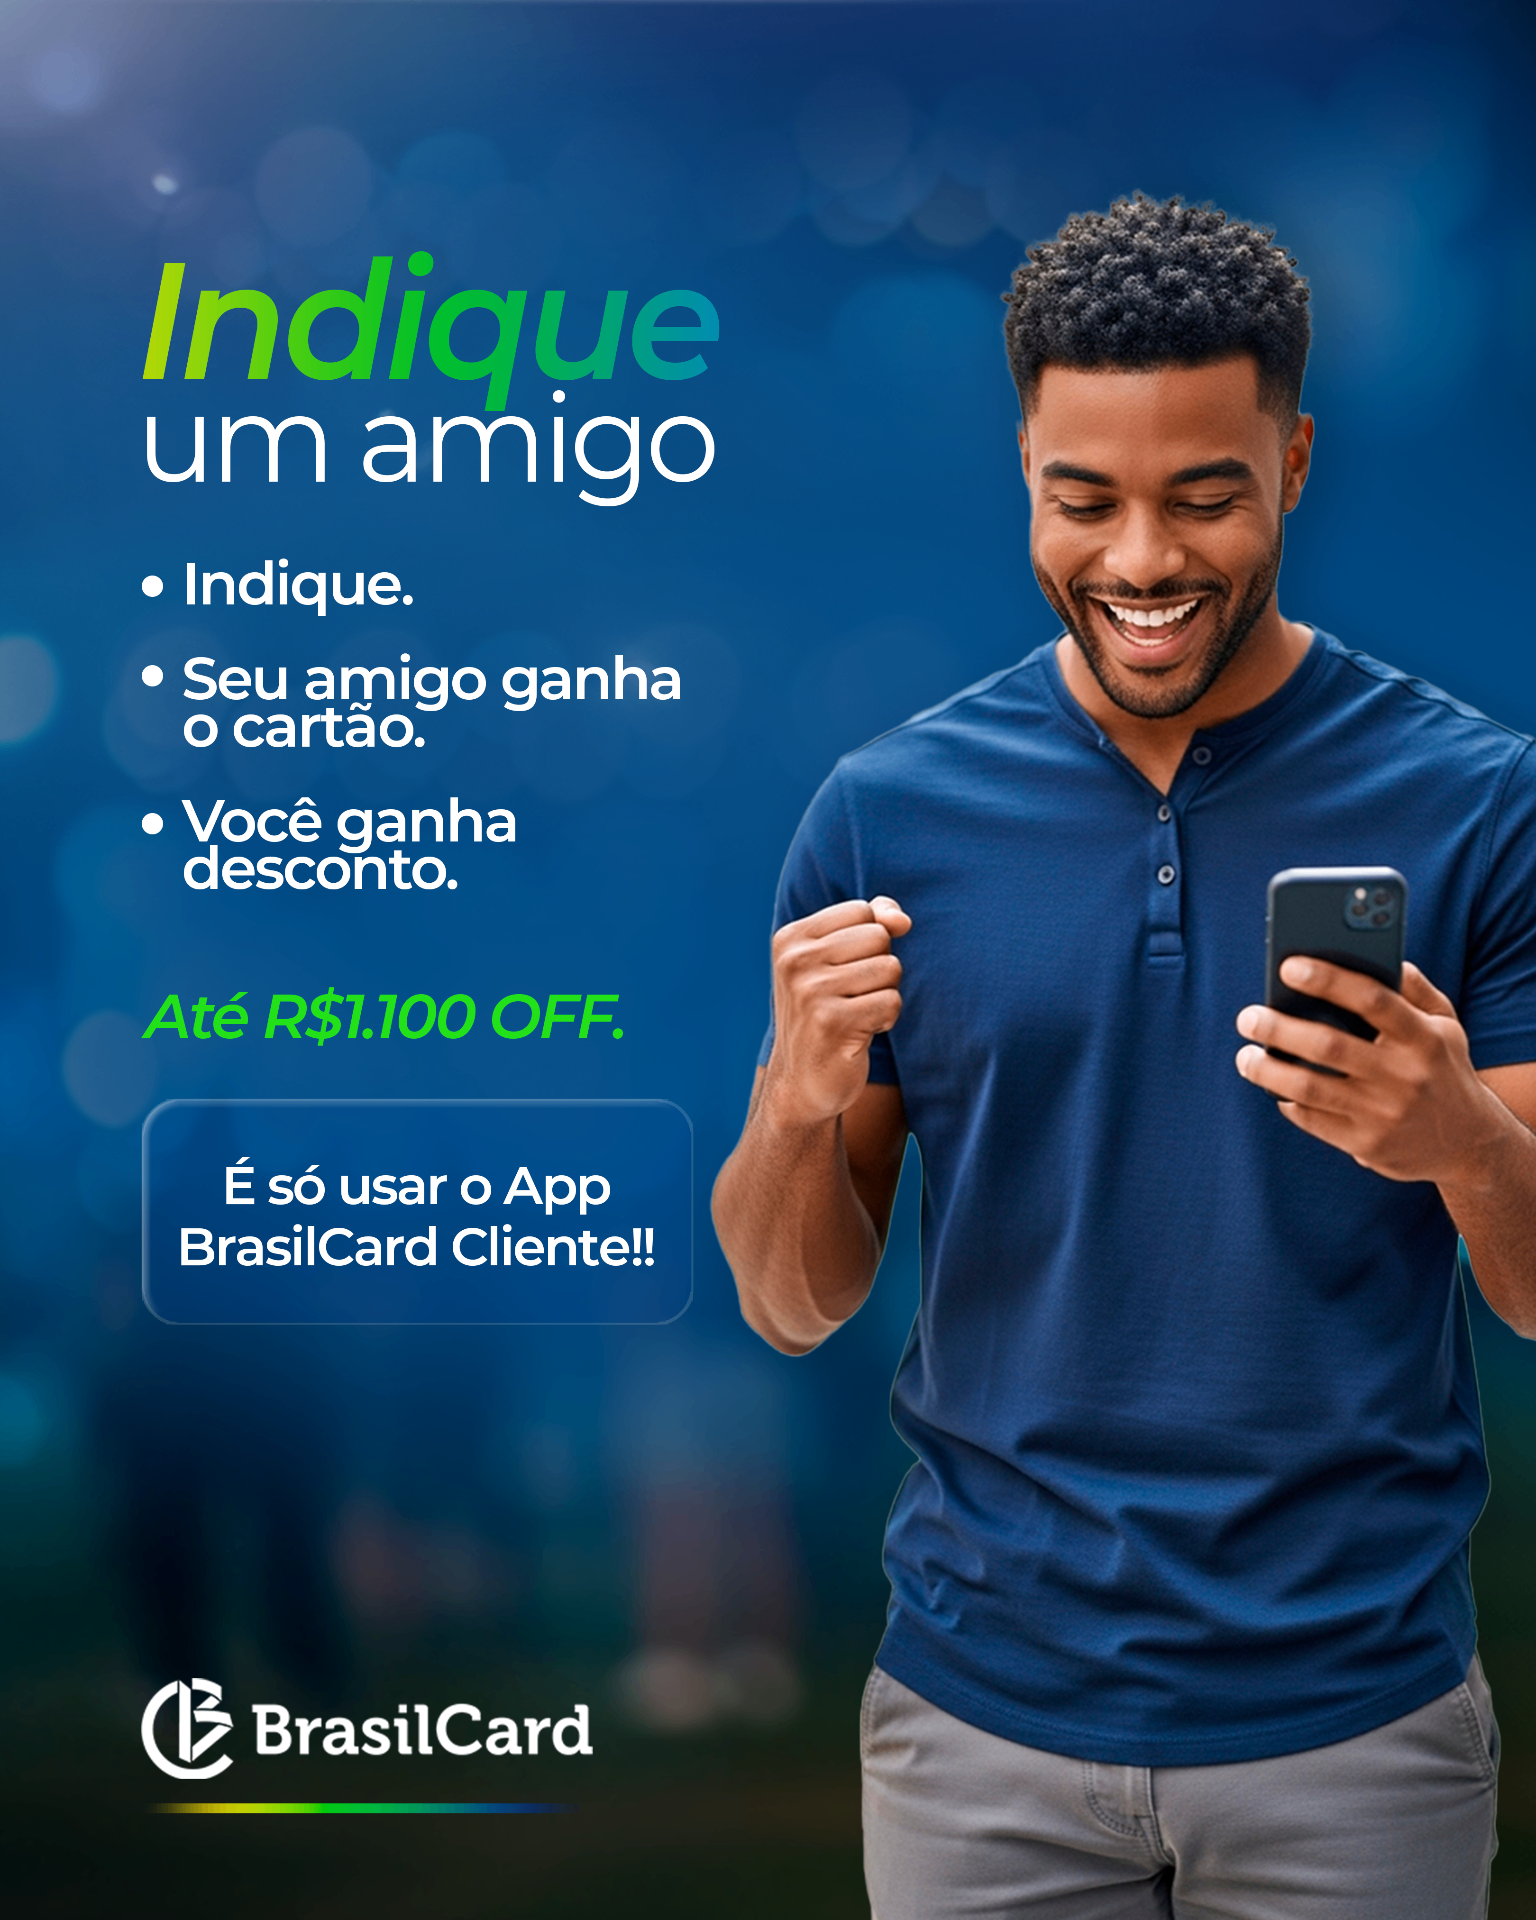 Indique
um amigo
• Indique.
• Seu amigo ganha
o cartão.
• Você ganha
desconto.
Até R$1.100 OFF.
É só usar o App
BrasilCard Cliente!!
BrasilCard